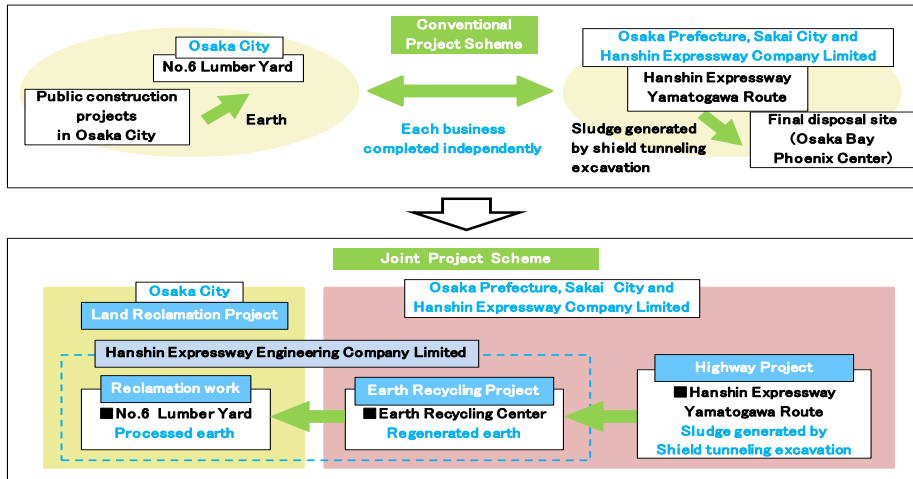 Conventional
Project Scheme
Osaka City
No.6 Lumber Yard
Public construction
projects
in Osaka City
Earth
Each business
completed independently
Osaka Prefecture, Sakai City and
Hanshin Expressway Company Limited
Hanshin Expressway
Yamatogawa Route
Sludge generated
by shield tunneling
excavation
Final disposal site
(Osaka Bay
Phoenix Center)
Joint Project Scheme
Osaka City
Land Reclamation Project
Osaka Prefecture, Sakai City and
Hanshin Expressway Company Limited
Hanshin Expressway Engineering Company Limited
Reclamation work
■No.6 Lumber Yard
Processed earth
Earth Recycling Project
■Earth Recycling Center
Regenerated earth
Highway Project
■Hanshin Expressway
Yamatogawa Route
Sludge generated by
Shield tunneling excavation